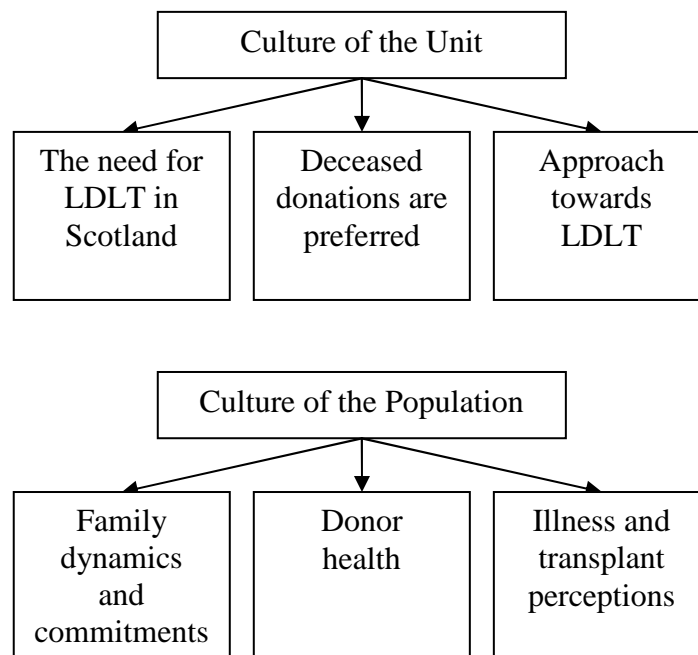 Culture of the Unit
The need for
LDLT in
Scotland
Deceased
donations are
preferred
Approach
towards
LDLT
Culture of the Population
Family
dynamics
and
commitments
Donor
health
Illness and
transplant
perceptions